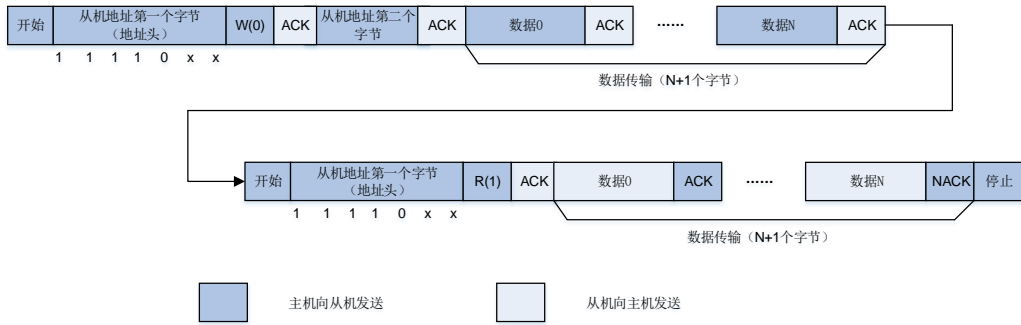 开始 从机地址第一个字节 W(0) ACK 从机地址第二个 ACK 数据0 ACK …… 数据N ACK
(地址头) 字节
1 1 1 1 0 x x
数据传输（N+1个字节）
开始 从机地址第一个字节 R(1) ACK 数据0 ACK …… 数据N NACK 停止
(地址头)
1 1 1 1 0 x x
数据传输（N+1个字节）
主机向从机发送 从机向主机发送